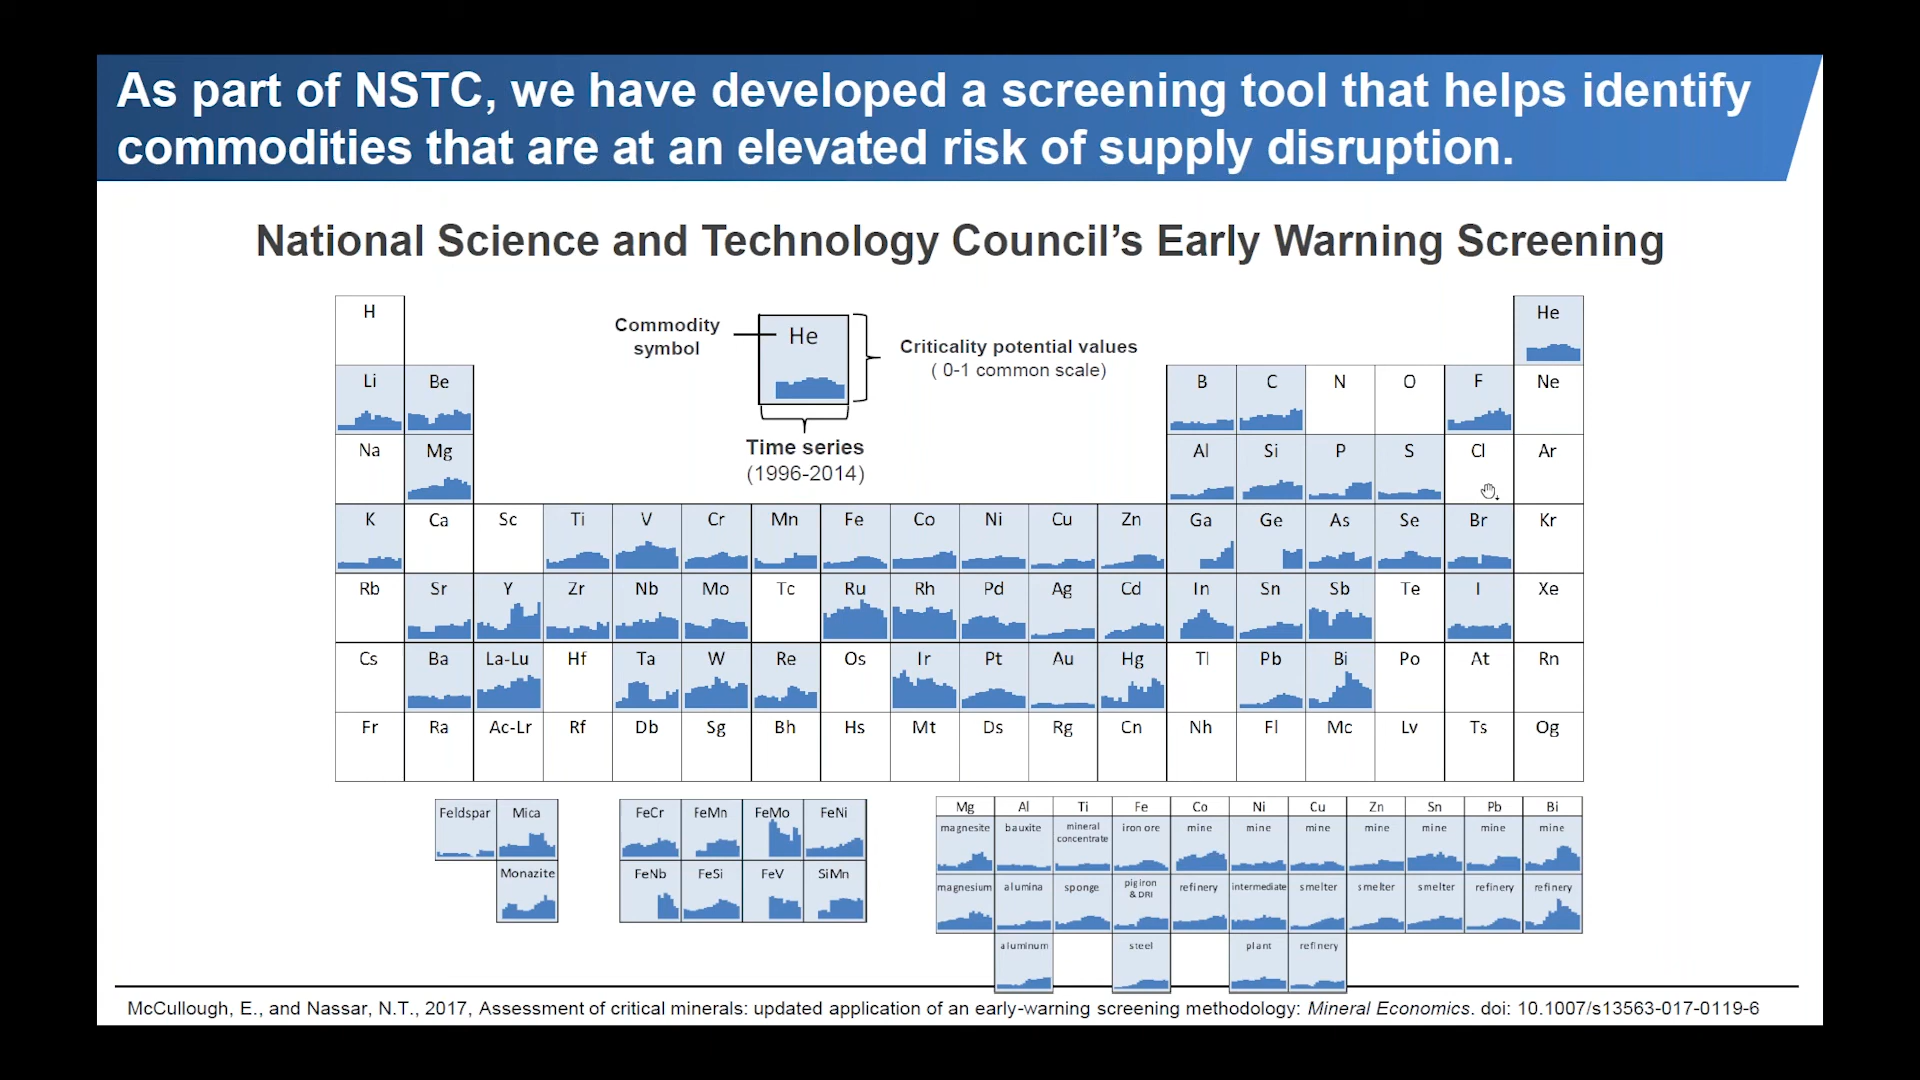 As part of NSTC, we have developed a screening tool that helps identify
commodities that are at an elevated risk of supply disruption.
National Science and Technology Council’s Early Warning Screening
H
Commodity
symbol
He
Criticality potential values
( 0-1 common scale)
Time series
(1996-2014)
He
Li Be B C N O F Ne
Na Mg Al Si P S Cl Ar
K Ca Sc Ti V Cr Mn Fe Co Ni Cu Zn Ga Ge As Se Br Kr
Rb Sr Y Zr Nb Mo Tc Ru Rh Pd Ag Cd In Sn Sb Te I Xe
Cs Ba La-Lu Hf Ta W Re Os Ir Pt Au Hg Tl Pb Bi Po At Rn
Fr Ra Ac-Lr Rf Db Sg Bh Hs Mt Ds Rg Cn Nh Fl Mc Lv Ts Og
Feldspar Mica
Monazite
FeCr FeMn FeMo FeNi
FeNb FeSi FeV SiMn
Mg Al Ti Fe Co Ni Cu Zn Sn Pb Bi
magnesite bauxite mineral concentrate iron ore mine mine mine mine mine mine mine
magnesium alumina sponge pig iron & DRI refinery intermediate smelter smelter smelter refinery refinery
aluminum steel plant refinery
McCullough, E., and Nassar, N.T., 2017, Assessment of critical minerals: updated application of an early-warning screening methodology: Mineral Economics. doi: 10.1007/s13563-017-0119-6